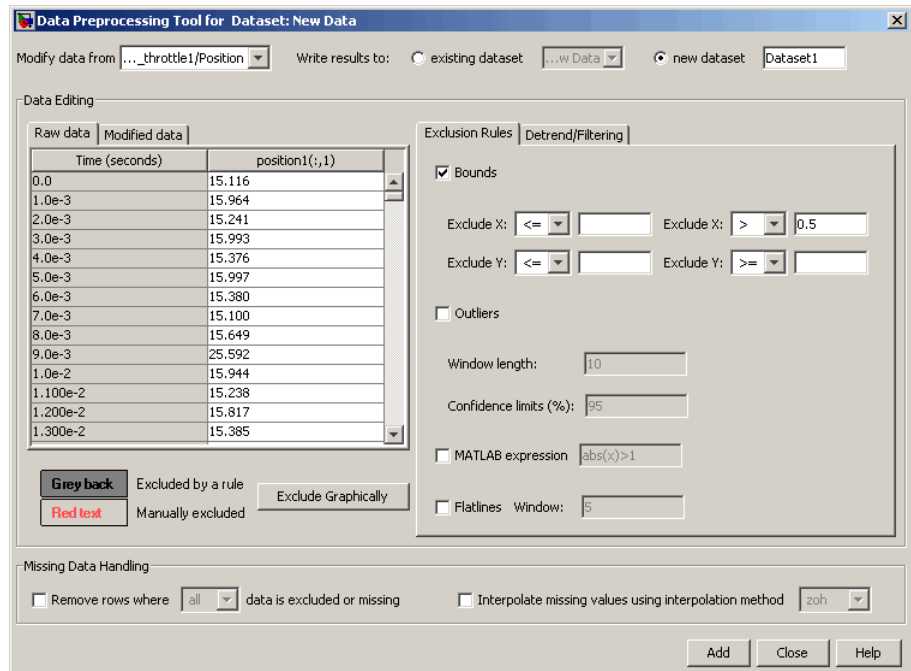 Data Preprocessing Tool for Dataset: New Data
Modify data from ..._throttle1/Position Write results to: existing dataset ...w Data new dataset Dataset1
Data Editing
Raw data Modified data
Time (seconds) position1(:,1)
0.0 15.116
1.0e-3 15.964
2.0e-3 15.241
3.0e-3 15.993
4.0e-3 15.376
5.0e-3 15.997
6.0e-3 15.380
7.0e-3 15.100
8.0e-3 15.649
9.0e-3 25.592
1.0e-2 15.944
1.100e-2 15.238
1.200e-2 15.817
1.300e-2 15.385
Grey back Excluded by a rule
Red text Manually excluded
Exclude Graphically
Exclusion Rules Detrend/Filtering
Bounds
Exclude X: <= Exclude X: > 0.5
Exclude Y: <= Exclude Y: >=
Outliers
Window length: 10
Confidence limits (%): 95
MATLAB expression abs(x)>1
Flatlines Window: 5
Missing Data Handling
Remove rows where all data is excluded or missing Interpolate missing values using interpolation method zoh
Add Close Help